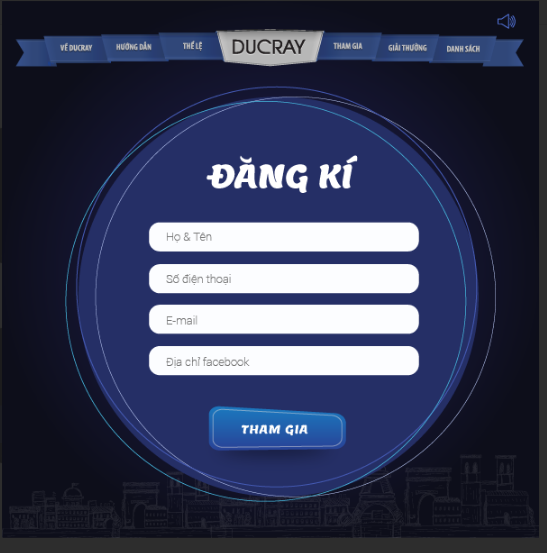 VỀ DUCRAY HƯỚNG DẪN THỂ LỆ DUCRAY THAM GIA GIẢI THƯỞNG DANH SÁCH
ĐĂNG KÍ
Họ & Tên
Số điện thoại
E-mail
Địa chỉ facebook
THAM GIA